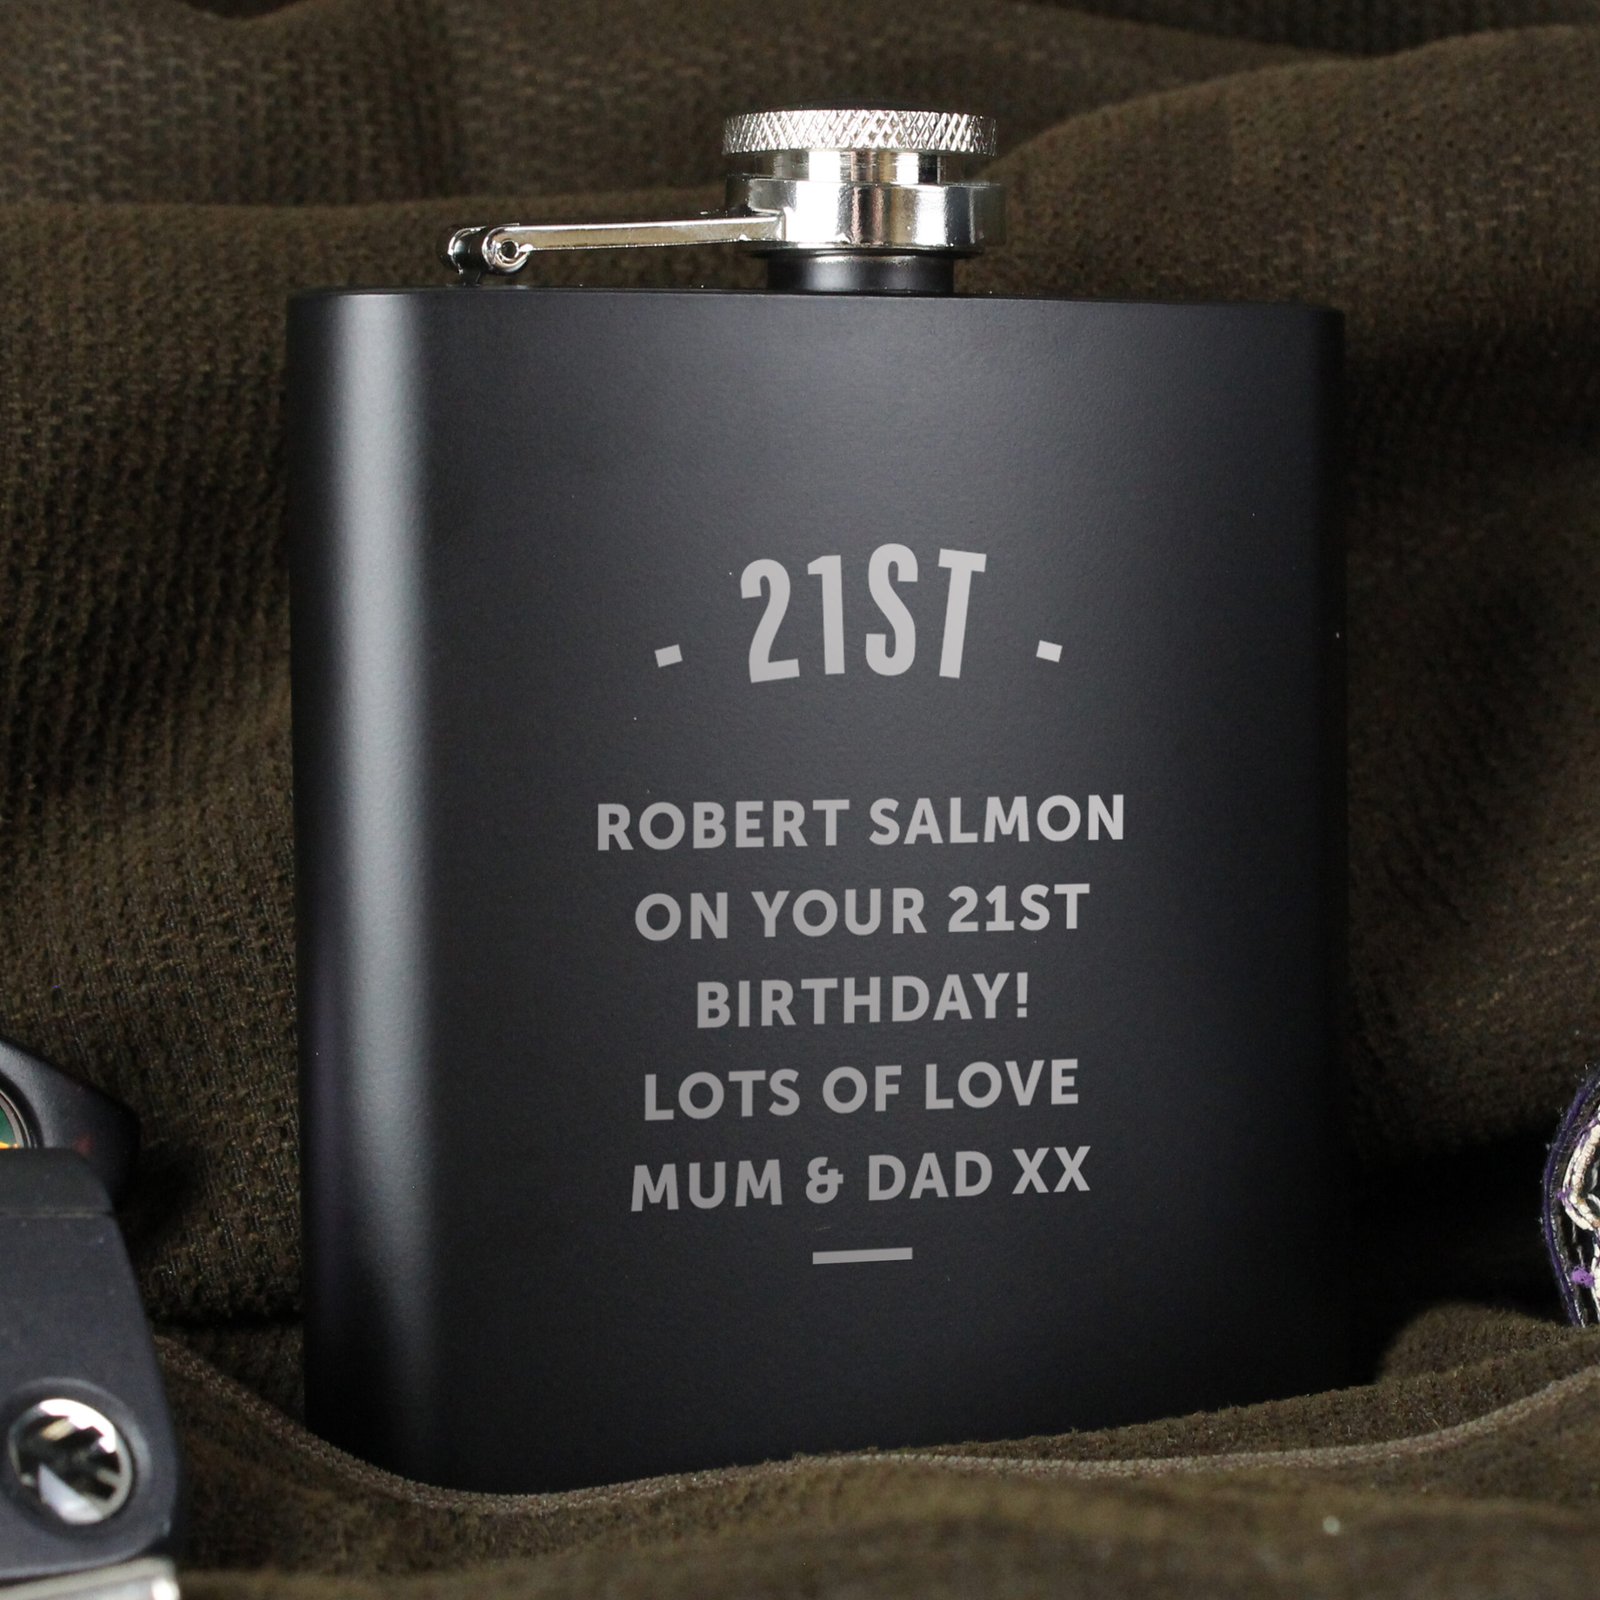 - 21ST -
ROBERT SALMON
ON YOUR 21ST
BIRTHDAY!
LOTS OF LOVE
MUM & DAD XX